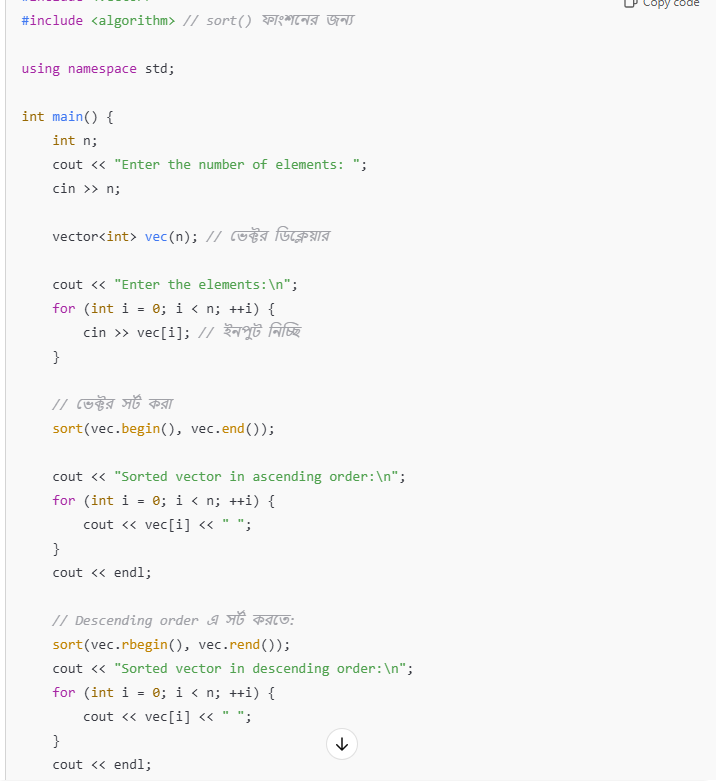 Copy code
#include <algorithm> // sort() ফাংশনের জন্য
using namespace std;
int main() {
int n;
cout << "Enter the number of elements: ";
cin >> n;
vector<int> vec(n); // ভেক্টর ডিক্লেয়ার
cout << "Enter the elements:\n";
for (int i = 0; i < n; ++i) {
cin >> vec[i]; // ইনপুট নিচ্ছি
}
// ভেক্টর সর্ট করা
sort(vec.begin(), vec.end());
cout << "Sorted vector in ascending order:\n";
for (int i = 0; i < n; ++i) {
cout << vec[i] << " ";
}
cout << endl;
// Descending order এ সর্ট করতে:
sort(vec.rbegin(), vec.rend());
cout << "Sorted vector in descending order:\n";
for (int i = 0; i < n; ++i) {
cout << vec[i] << " ";
}
cout << endl;